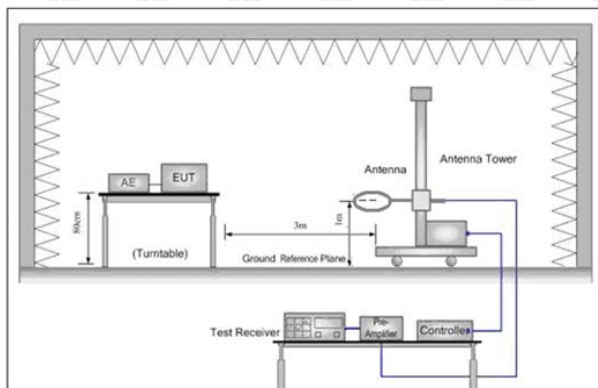 Antenna Tower
Antenna
EUT
AE
80cm
1m
3m
(Turntable)
Ground Reference Plane
Test Receiver
Pre-
Amplifier
Controller